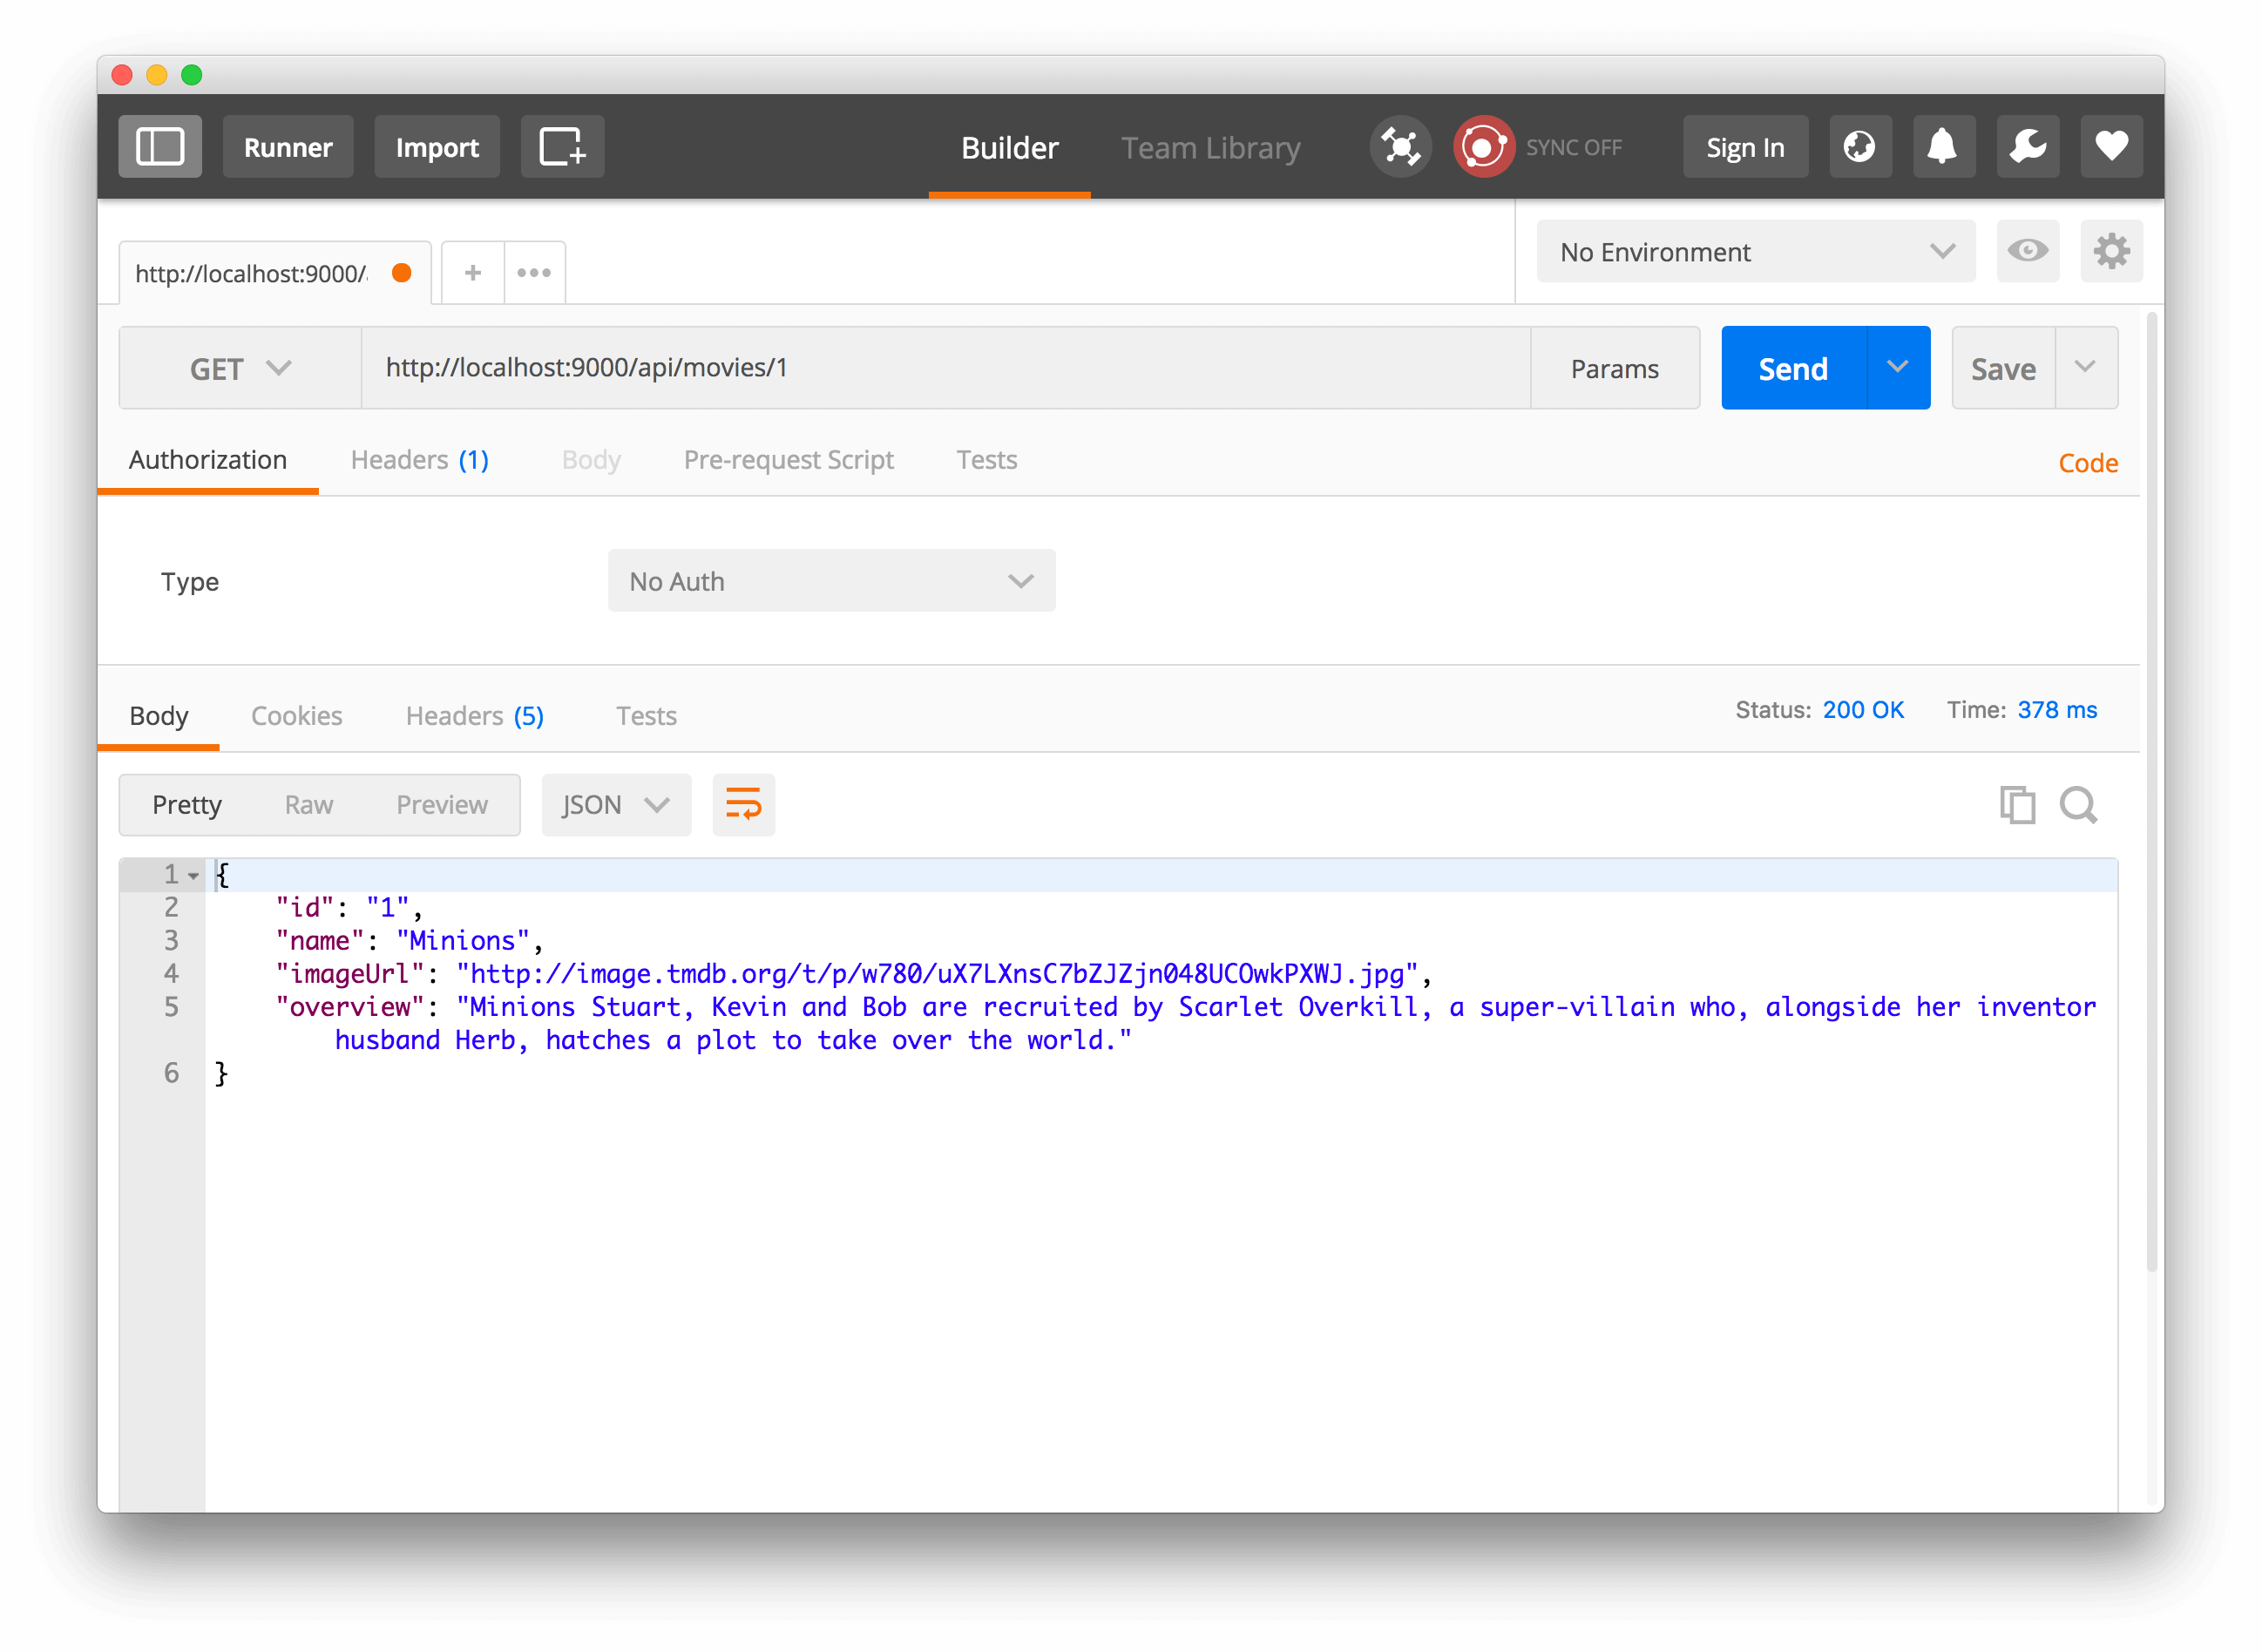 Runner Import Builder Team Library SYNC OFF Sign In
http://localhost:9000/ + ••• No Environment
GET http://localhost:9000/api/movies/1 Params Send Save
Authorization Headers (1) Body Pre-request Script Tests Code
Type No Auth
Body Cookies Headers (5) Tests Status: 200 OK Time: 378 ms
Pretty Raw Preview JSON
1 {
2 "id": "1",
3 "name": "Minions",
4 "imageUrl": "http://image.tmdb.org/t/p/w780/uX7LXnsC7bZJZjn048UCOwkPXWJ.jpg",
5 "overview": "Minions Stuart, Kevin and Bob are recruited by Scarlet Overkill, a super-villain who, alongside her inventor
husband Herb, hatches a plot to take over the world."
6 }